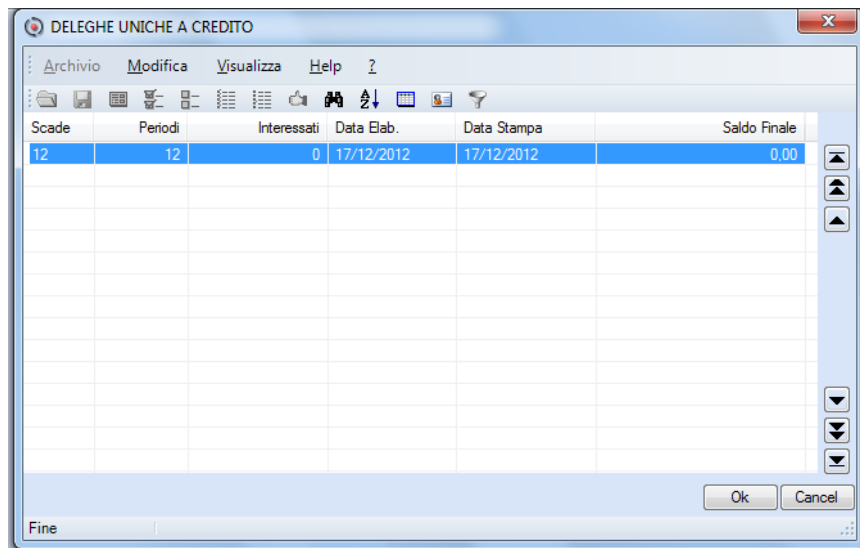 DELEGHE UNICHE A CREDITO
Archivio Modifica Visualizza Help ?
Scade Periodi Interessati Data Elab. Data Stampa Saldo Finale
12 12 0 17/12/2012 17/12/2012 0,00
Ok Cancel
Fine